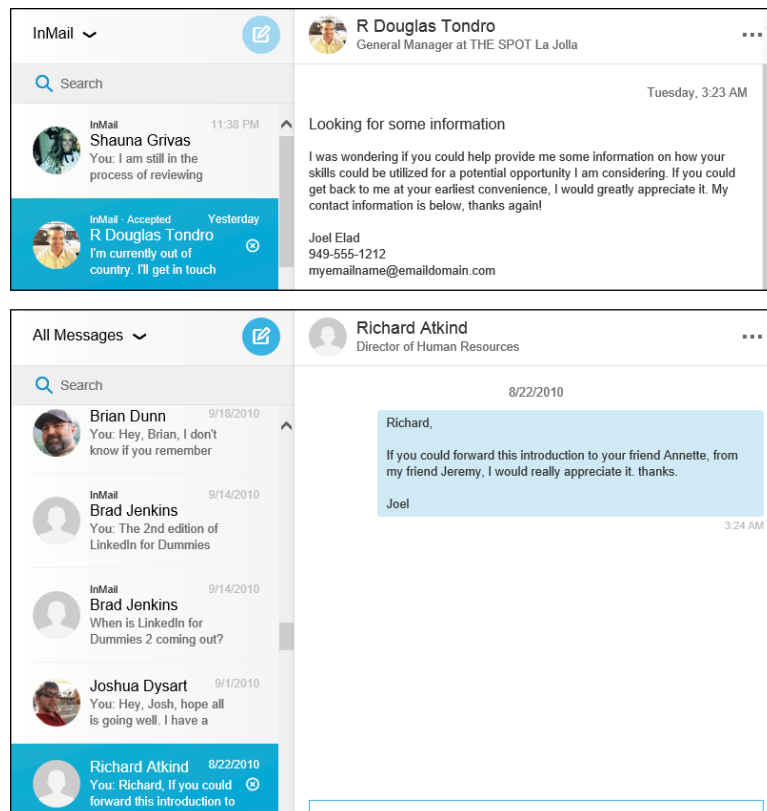 InMail
Search
InMail 11:38 PM
Shauna Grivas
You: I am still in the
process of reviewing
InMail · Accepted Yesterday
R Douglas Tondro
I'm currently out of
country. I'll get in touch
R Douglas Tondro
General Manager at THE SPOT La Jolla
Tuesday, 3:23 AM
Looking for some information
I was wondering if you could help provide me some information on how your
skills could be utilized for a potential opportunity I am considering. If you could
get back to me at your earliest convenience, I would greatly appreciate it. My
contact information is below, thanks again!
Joel Elad
949-555-1212
myemailname@emaildomain.com
All Messages
Search
Brian Dunn 9/18/2010
You: Hey, Brian, I don't
know if you remember
InMail 9/14/2010
Brad Jenkins
You: The 2nd edition of
LinkedIn for Dummies
InMail 9/14/2010
Brad Jenkins
When is LinkedIn for
Dummies 2 coming out?
Joshua Dysart 9/1/2010
You: Hey, Josh, hope all
is going well. I have a
Richard Atkind 8/22/2010
You: Richard, If you could
forward this introduction to
Richard Atkind
Director of Human Resources
8/22/2010
Richard,
If you could forward this introduction to your friend Annette, from
my friend Jeremy, I would really appreciate it. thanks.
Joel
3:24 AM